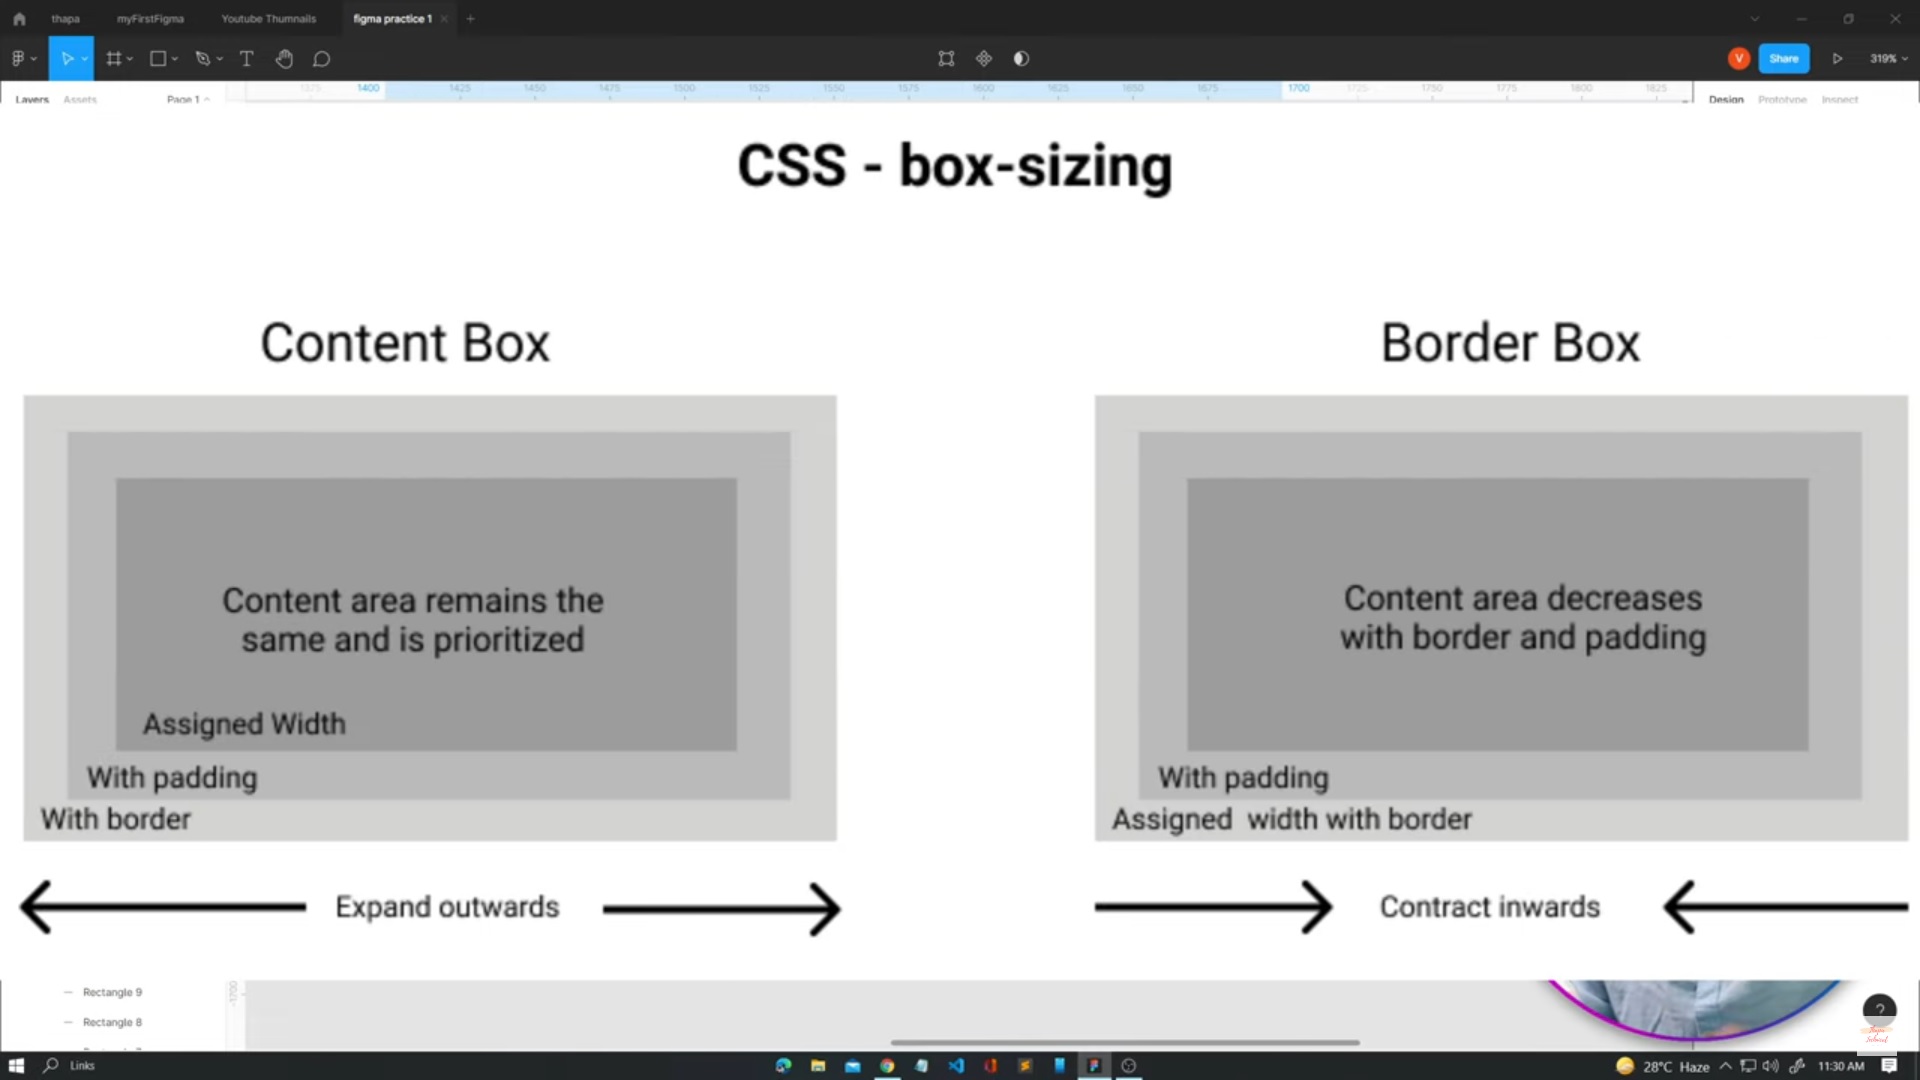 thapa
myFirstFigma
Youtube Thumnails
figma practice 1
V
Share
319%
Layers
Assets
Page 1
1375
1400
1425
1450
1475
1500
1525
1550
1575
1600
1625
1650
1675
1700
1725
1750
1775
1800
1825
Design
Prototype
Inspect
CSS - box-sizing
Content Box
Border Box
Content area remains the
same and is prioritized
Assigned Width
With padding
With border
Content area decreases
with border and padding
With padding
Assigned width with border
Expand outwards
Contract inwards
Rectangle 9
Rectangle 8
-1700
?
Links
28°C Haze
11:30 AM